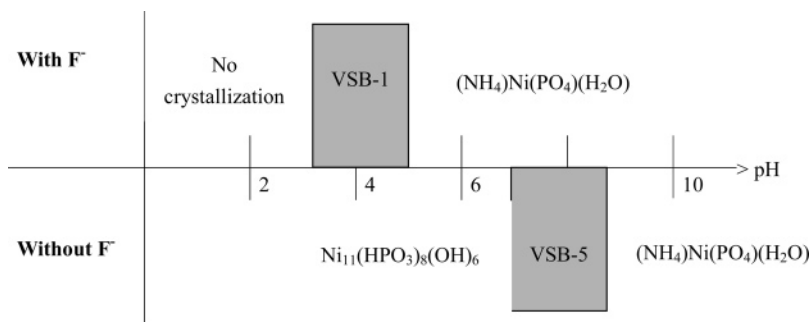 With F⁻
No
crystallization
VSB-1
(NH₄)Ni(PO₄)(H₂O)
2
4
6
10
> pH
Without F⁻
Ni₁₁(HPO₃)₈(OH)₆
VSB-5
(NH₄)Ni(PO₄)(H₂O)